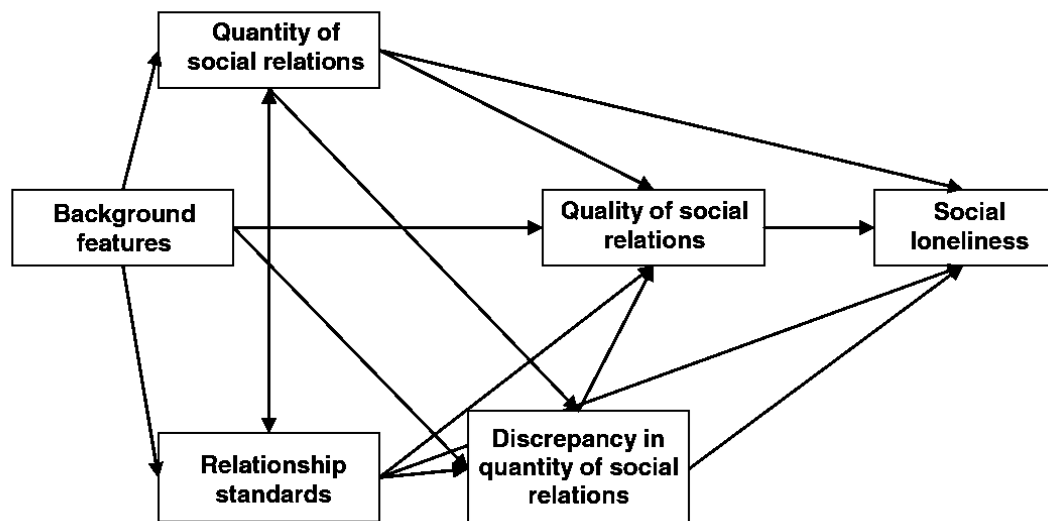 Quantity of
social relations
Background
features
Quality of social
relations
Social
loneliness
Relationship
standards
Discrepancy in
quantity of social
relations